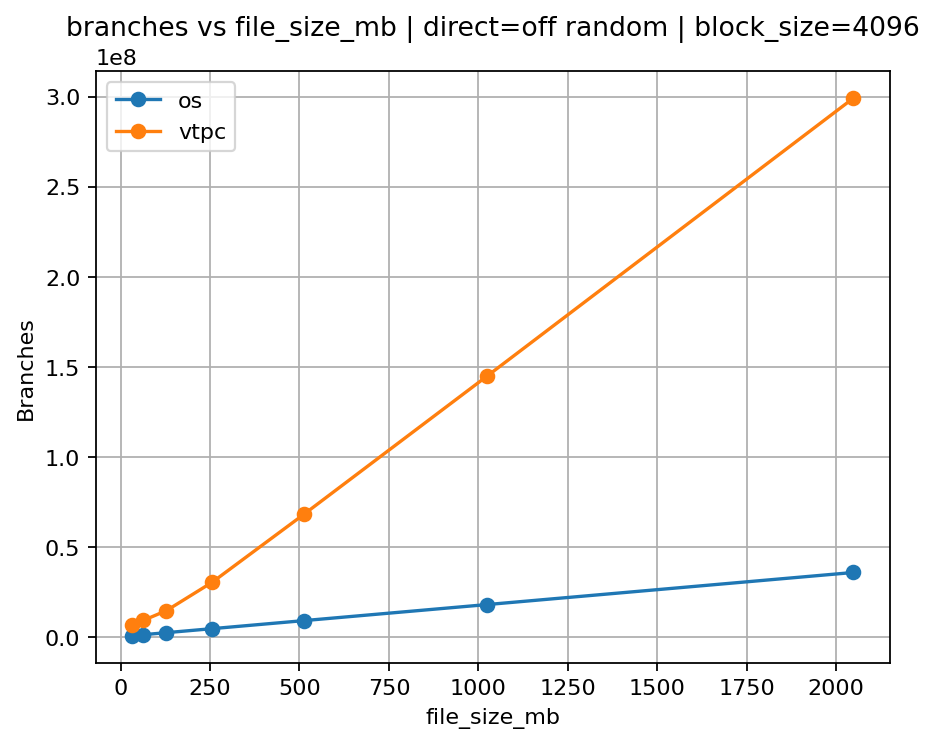 branches vs file_size_mb | direct=off random | block_size=4096
1e8
os
vtpc
3.0
2.5
2.0
1.5
1.0
0.5
0.0
Branches
0 250 500 750 1000 1250 1500 1750 2000
file_size_mb